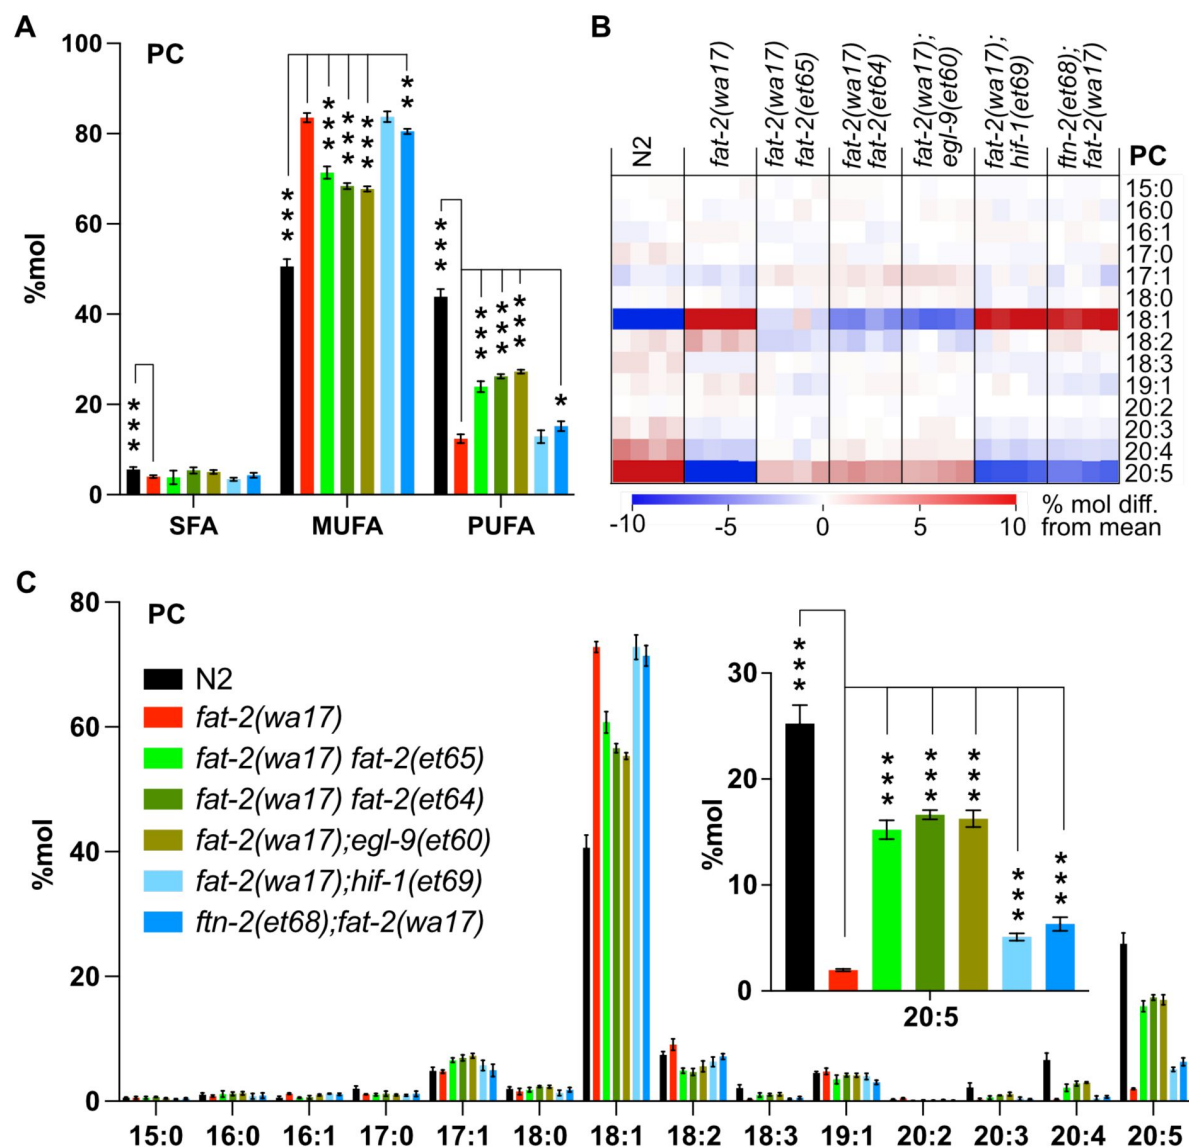 A
PC
100
80
60
40
20
0
%mol
***
***
***
***
**
***
***
***
***
*
***
SFA
MUFA
PUFA
B
N2
fat-2(wa17)
fat-2(wa17)
fat-2(et65)
fat-2(wa17)
fat-2(et64)
fat-2(wa17);
egl-9(et60)
fat-2(wa17);
hif-1(et69)
ftn-2(et68);
fat-2(wa17)
PC
15:0
16:0
16:1
17:0
17:1
18:0
18:1
18:2
18:3
19:1
20:2
20:3
20:4
20:5
-10
-5
0
5
10
% mol diff.
from mean
C
PC
80
60
40
20
0
%mol
N2
fat-2(wa17)
fat-2(wa17) fat-2(et65)
fat-2(wa17) fat-2(et64)
fat-2(wa17);egl-9(et60)
fat-2(wa17);hif-1(et69)
ftn-2(et68);fat-2(wa17)
30
20
10
0
%mol
***
***
***
***
***
***
20:5
15:0
16:0
16:1
17:0
17:1
18:0
18:1
18:2
18:3
19:1
20:2
20:3
20:4
20:5